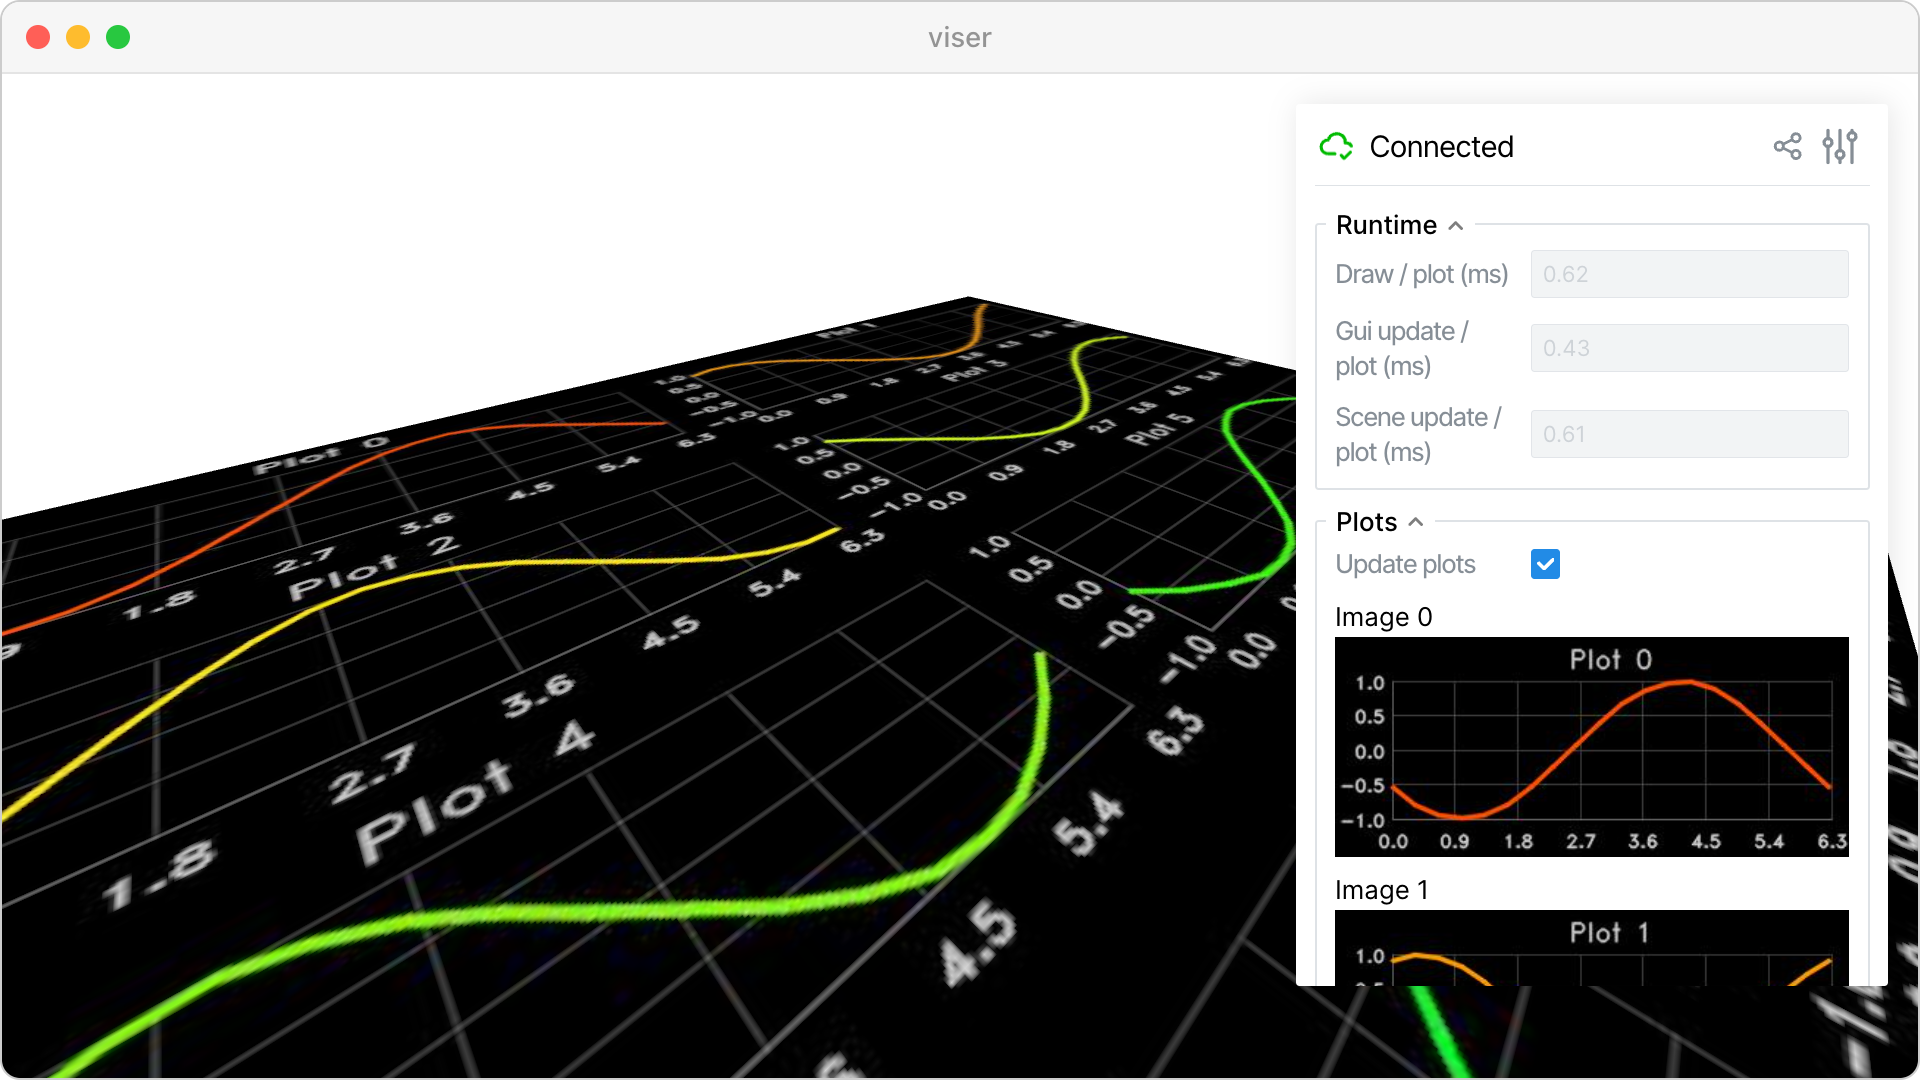 viser
Connected
Runtime
Draw / plot (ms)
0.62
Gui update /
plot (ms)
0.43
Scene update /
plot (ms)
0.61
Plots
Update plots
Image 0
Plot 0
1.0
0.5
0.0
−0.5
−1.0
0.0 0.9 1.8 2.7 3.6 4.5 5.4 6.3
Image 1
Plot 1
1.0
Plot 1
1.0
0.5
0.0
−0.5
−1.0
0.0 0.9 1.8 2.7 3.6 4.5 5.4
Plot 0
1.8 2.7 3.6 4.5 5.4 6.3
Plot 3
1.0
0.5
0.0
−0.5
−1.0
0.0 0.9 1.8 2.7 3.6 4.5 5.4
Plot 2
1.8 2.7 3.6 4.5 5.4 6.3
Plot 5
1.0
0.5
0.0
−0.5
−1.0
0.0
Plot 4
4.5 5.4 6.3